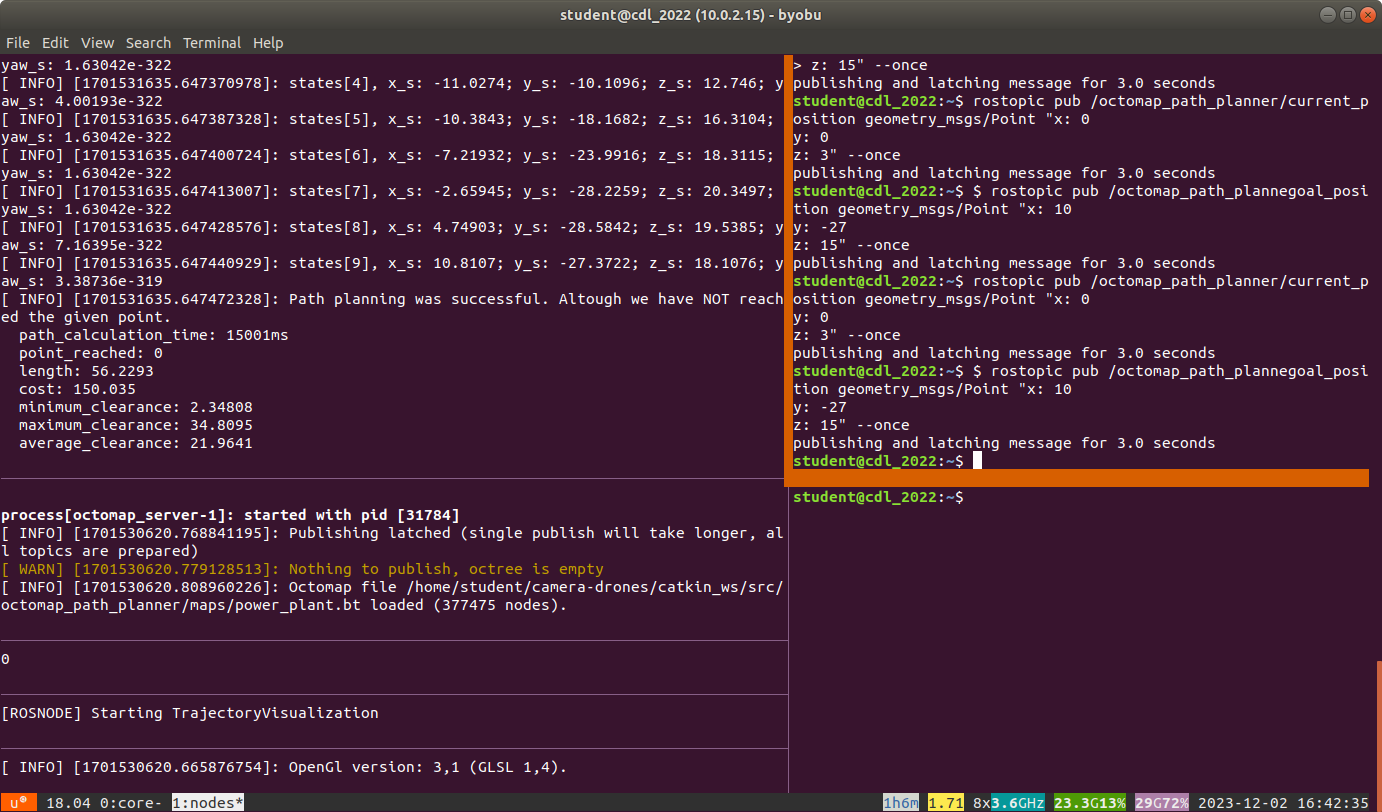 student@cdl_2022 (10.0.2.15) - byobu
File Edit View Search Terminal Help
yaw_s: 1.63042e-322
[ INFO] [1701531635.647370978]: states[4], x_s: -11.0274; y_s: -10.1096; z_s: 12.746; y
aw_s: 4.00193e-322
[ INFO] [1701531635.647387328]: states[5], x_s: -10.3843; y_s: -18.1682; z_s: 16.3104;
yaw_s: 1.63042e-322
[ INFO] [1701531635.647400724]: states[6], x_s: -7.21932; y_s: -23.9916; z_s: 18.3115;
yaw_s: 1.63042e-322
[ INFO] [1701531635.647413007]: states[7], x_s: -2.65945; y_s: -28.2259; z_s: 20.3497;
yaw_s: 1.63042e-322
[ INFO] [1701531635.647428576]: states[8], x_s: 4.74903; y_s: -28.5842; z_s: 19.5385; y
aw_s: 7.16395e-322
[ INFO] [1701531635.647440929]: states[9], x_s: 10.8107; y_s: -27.3722; z_s: 18.1076; y
aw_s: 3.38736e-319
[ INFO] [1701531635.647472328]: Path planning was successful. Altough we have NOT reach
ed the given point.
path_calculation_time: 15001ms
point_reached: 0
length: 56.2293
cost: 150.035
minimum_clearance: 2.34808
maximum_clearance: 34.8095
average_clearance: 21.9641
process[octomap_server-1]: started with pid [31784]
[ INFO] [1701530620.768841195]: Publishing latched (single publish will take longer, al
l topics are prepared)
[ WARN] [1701530620.779128513]: Nothing to publish, octree is empty
[ INFO] [1701530620.808960226]: Octomap file /home/student/camera-drones/catkin_ws/src/
octomap_path_planner/maps/power_plant.bt loaded (377475 nodes).
0
[ROSNODE] Starting TrajectoryVisualization
[ INFO] [1701530620.665876754]: OpenGl version: 3,1 (GLSL 1,4).
> z: 15" --once
publishing and latching message for 3.0 seconds
student@cdl_2022:~$ rostopic pub /octomap_path_planner/current_p
osition geometry_msgs/Point "x: 0
y: 0
z: 3" --once
publishing and latching message for 3.0 seconds
student@cdl_2022:~$ $ rostopic pub /octomap_path_plannegoal_posi
tion geometry_msgs/Point "x: 10
y: -27
z: 15" --once
publishing and latching message for 3.0 seconds
student@cdl_2022:~$ rostopic pub /octomap_path_planner/current_p
osition geometry_msgs/Point "x: 0
y: 0
z: 3" --once
publishing and latching message for 3.0 seconds
student@cdl_2022:~$ $ rostopic pub /octomap_path_plannegoal_posi
tion geometry_msgs/Point "x: 10
y: -27
z: 15" --once
publishing and latching message for 3.0 seconds
student@cdl_2022:~$
student@cdl_2022:~$
u 18.04 0:core- 1:nodes* 1h6m 1.71 8x3.6GHz 23.3G13% 29G72% 2023-12-02 16:42:35